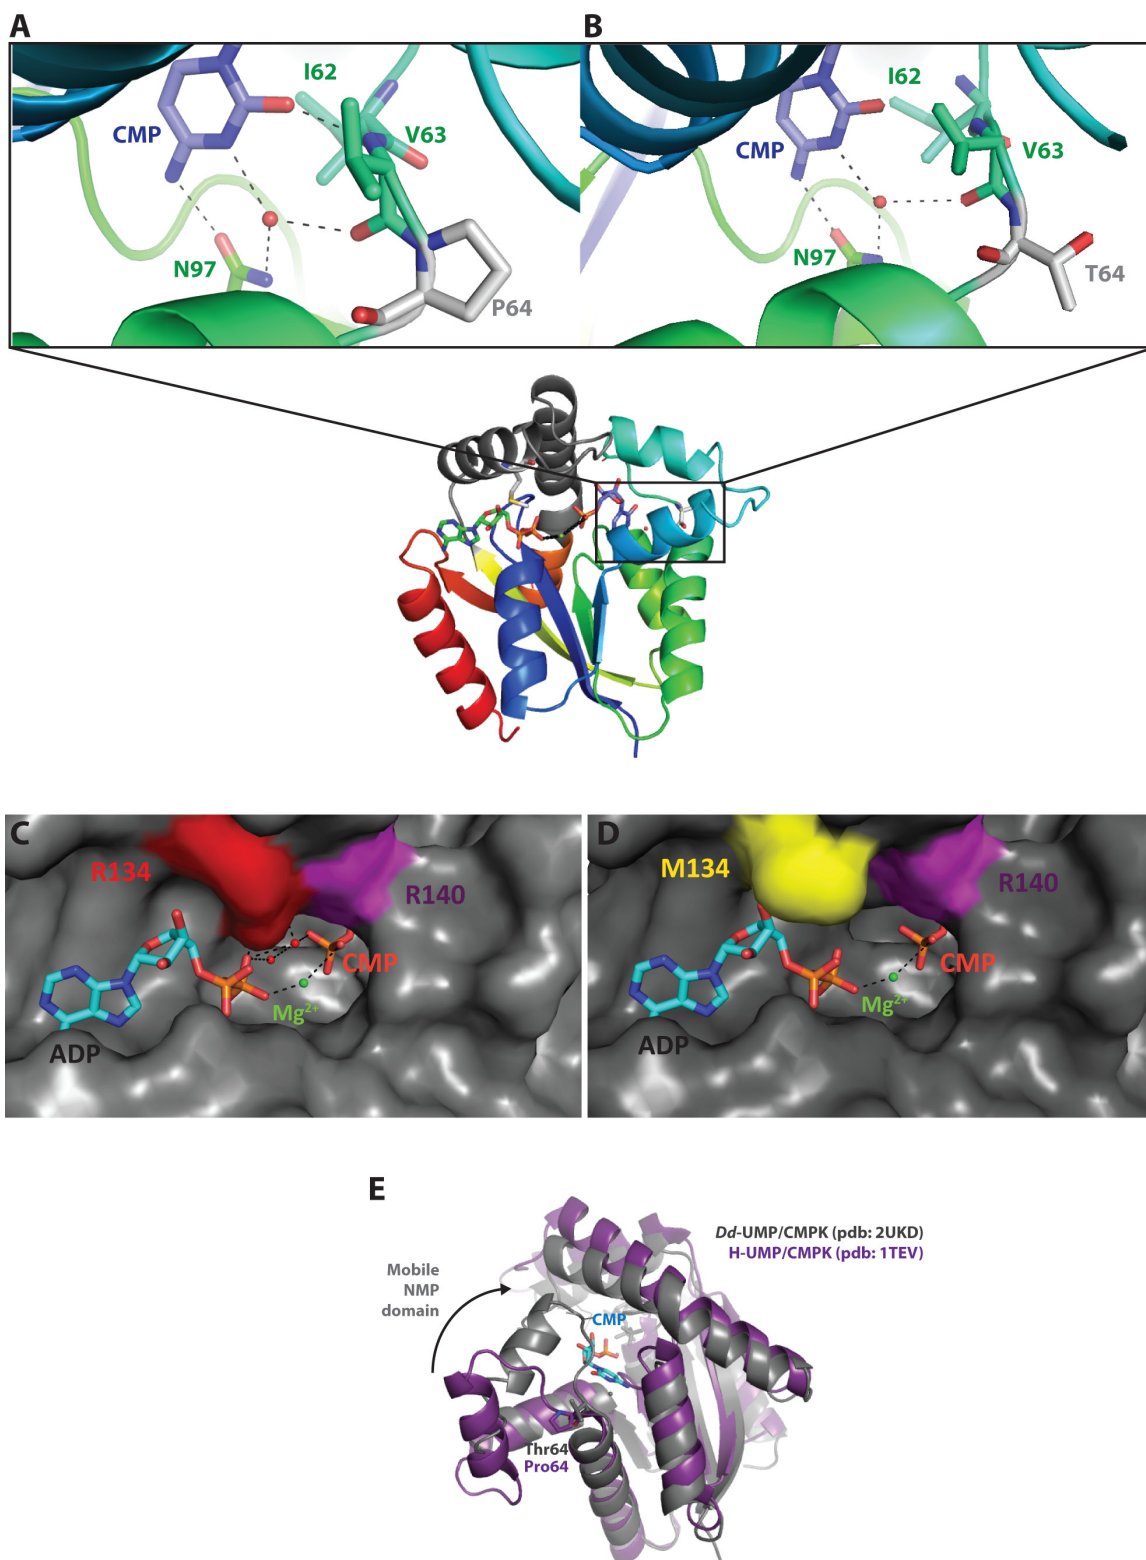 A
I62
CMP
V63
N97
P64
B
I62
CMP
V63
N97
T64
C
R134
R140
CMP
Mg²⁺
ADP
D
M134
R140
CMP
Mg²⁺
ADP
E
Dd-UMP/CMPK (pdb: 2UKD)
H-UMP/CMPK (pdb: 1TEV)
Mobile
NMP
domain
CMP
Thr64
Pro64